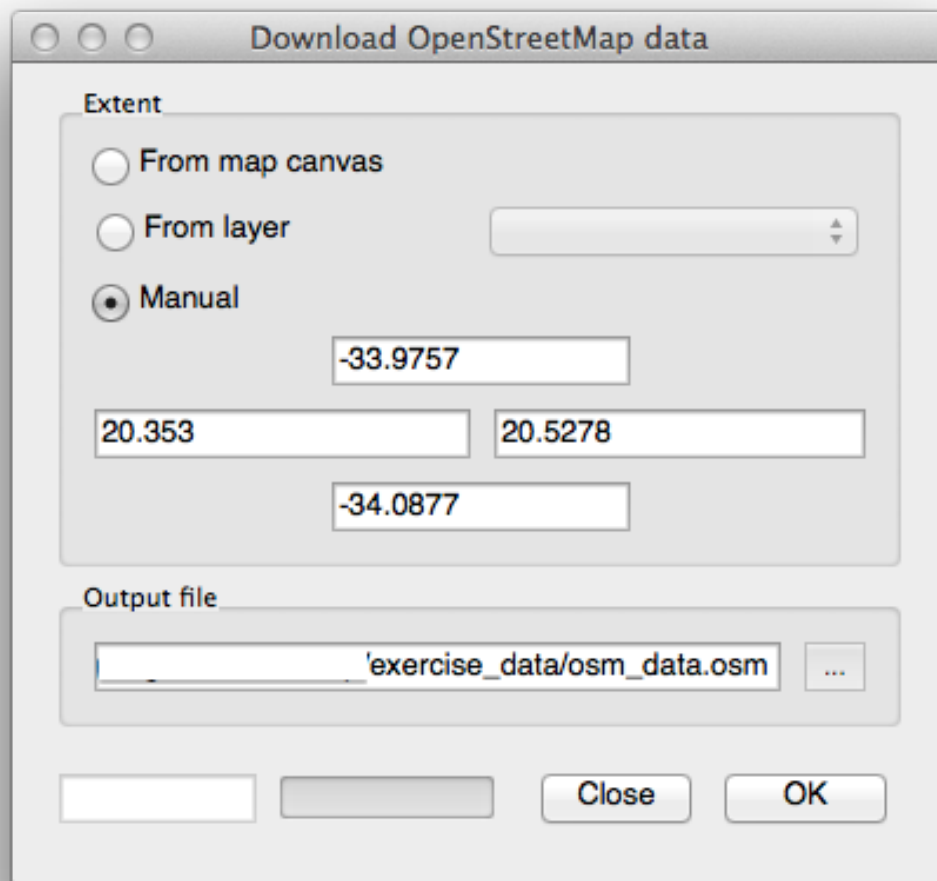 Download OpenStreetMap data
Extent
From map canvas
From layer
Manual
-33.9757
20.353 20.5278
-34.0877
Output file
/exercise_data/osm_data.osm ...
Close OK